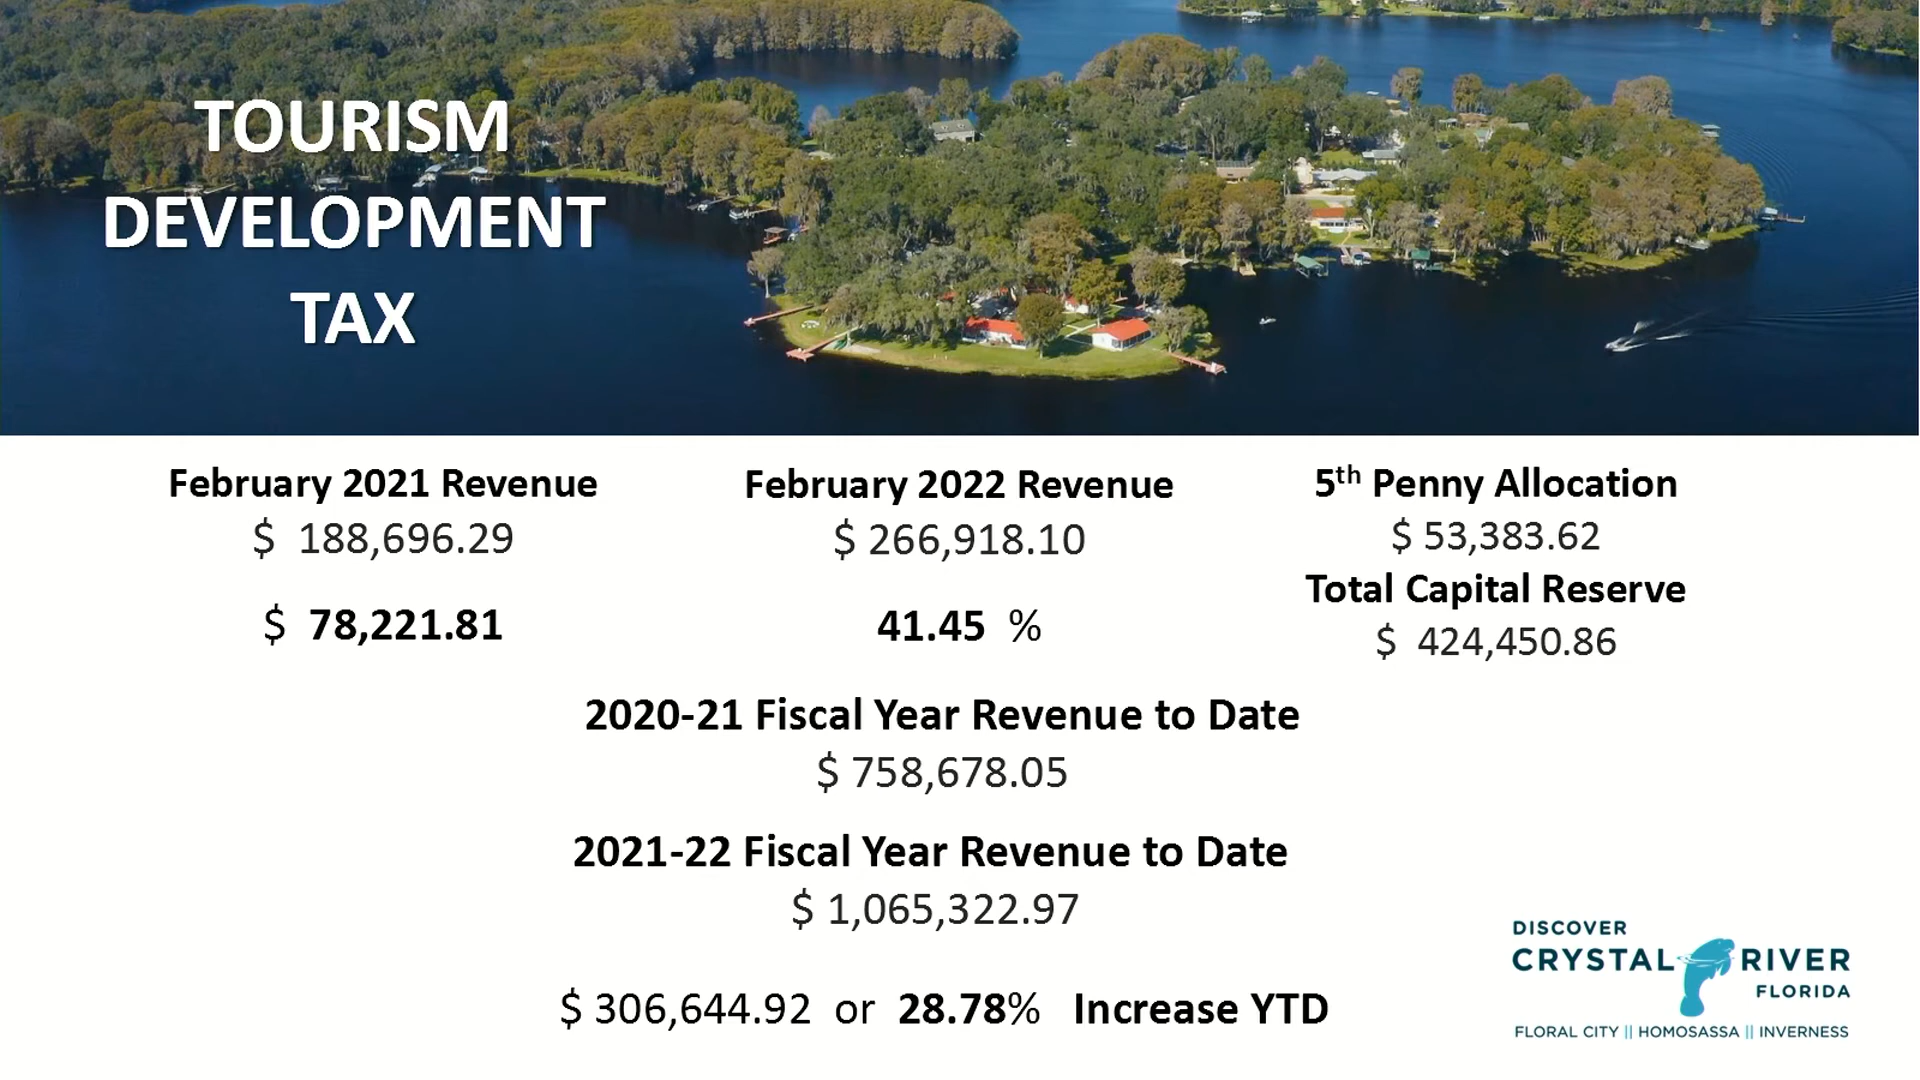 TOURISM
DEVELOPMENT
TAX
February 2021 Revenue
$ 188,696.29
$ 78,221.81
February 2022 Revenue
$ 266,918.10
41.45 %
5th Penny Allocation
$ 53,383.62
Total Capital Reserve
$ 424,450.86
2020-21 Fiscal Year Revenue to Date
$ 758,678.05
2021-22 Fiscal Year Revenue to Date
$ 1,065,322.97
$ 306,644.92 or 28.78% Increase YTD
DISCOVER
CRYSTAL RIVER
FLORIDA
FLORAL CITY || HOMOSASSA || INVERNESS